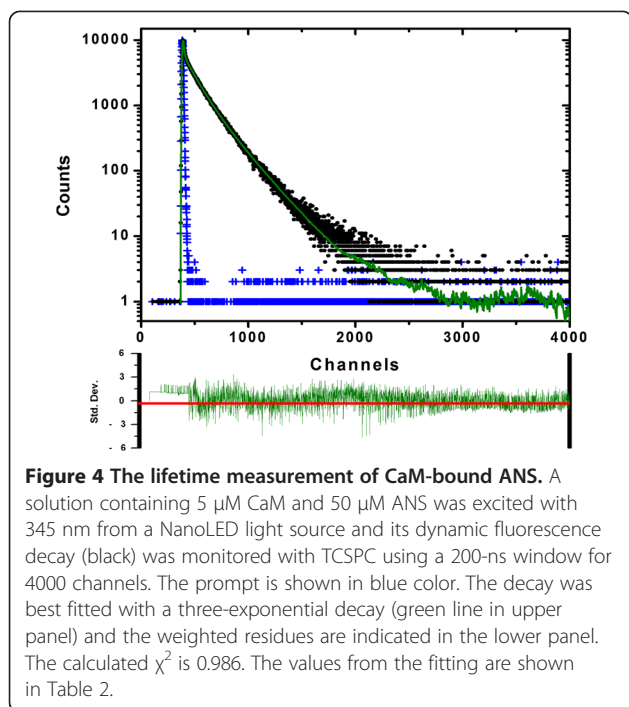 10000
1000
100
10
1
Counts
0 1000 2000 3000 4000
Channels
6
3
0
- 3
- 6
Std. Dev.
Figure 4 The lifetime measurement of CaM-bound ANS. A
solution containing 5 μM CaM and 50 μM ANS was excited with
345 nm from a NanoLED light source and its dynamic fluorescence
decay (black) was monitored with TCSPC using a 200-ns window for
4000 channels. The prompt is shown in blue color. The decay was
best fitted with a three-exponential decay (green line in upper
panel) and the weighted residues are indicated in the lower panel.
The calculated χ² is 0.986. The values from the fitting are shown
in Table 2.